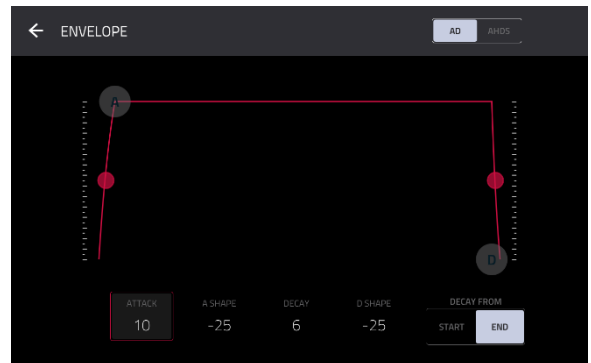 ENVELOPE
AD AHDS
A
D
ATTACK A SHAPE DECAY D SHAPE DECAY FROM
10 -25 6 -25 START END